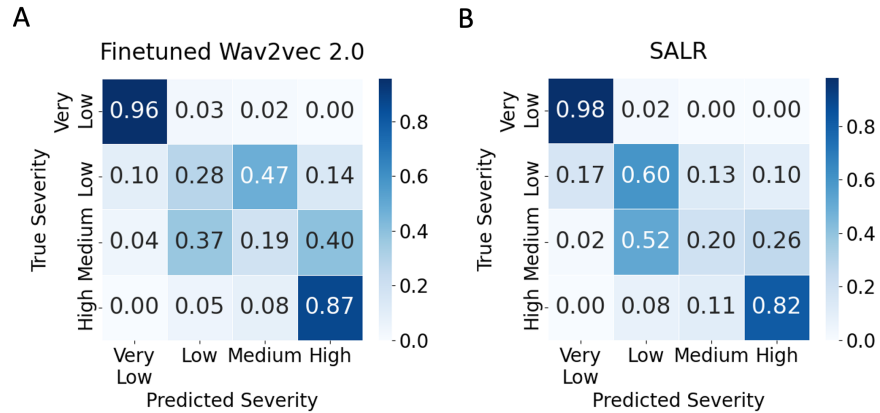 A
Finetuned Wav2vec 2.0
True Severity
Very Low
0.96 0.03 0.02 0.00
Low
0.10 0.28 0.47 0.14
Medium
0.04 0.37 0.19 0.40
High
0.00 0.05 0.08 0.87
Very Low Low Medium High
Predicted Severity
0.8
0.6
0.4
0.2
0.0
B
SALR
True Severity
Very Low
0.98 0.02 0.00 0.00
Low
0.17 0.60 0.13 0.10
Medium
0.02 0.52 0.20 0.26
High
0.00 0.08 0.11 0.82
Very Low Low Medium High
Predicted Severity
0.8
0.6
0.4
0.2
0.0